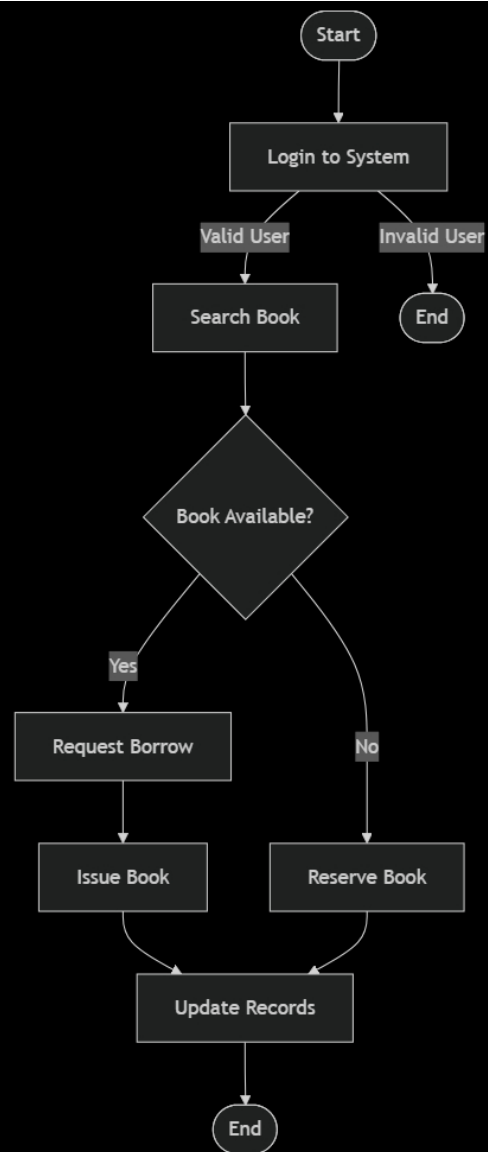 Start
Login to System
Valid User
Invalid User
Search Book
End
Book Available?
Yes
Request Borrow
No
Issue Book
Reserve Book
Update Records
End